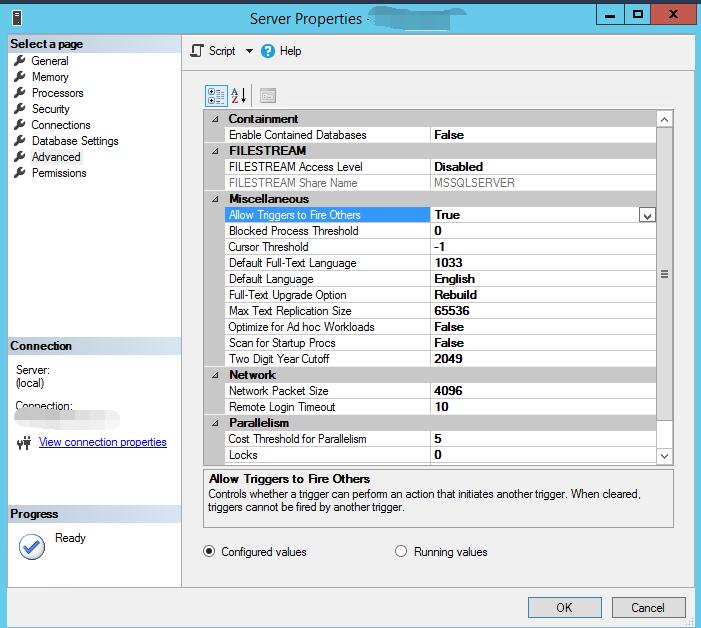 Server Properties -
Select a page
General
Memory
Processors
Security
Connections
Database Settings
Advanced
Permissions
Script
Help
Containment
Enable Contained Databases False
FILESTREAM
FILESTREAM Access Level Disabled
FILESTREAM Share Name MSSQLSERVER
Miscellaneous
Allow Triggers to Fire Others True
Blocked Process Threshold 0
Cursor Threshold -1
Default Full-Text Language 1033
Default Language English
Full-Text Upgrade Option Rebuild
Max Text Replication Size 65536
Optimize for Ad hoc Workloads False
Scan for Startup Procs False
Two Digit Year Cutoff 2049
Network
Network Packet Size 4096
Remote Login Timeout 10
Parallelism
Cost Threshold for Parallelism 5
Locks 0
Allow Triggers to Fire Others
Controls whether a trigger can perform an action that initiates another trigger. When cleared,
triggers cannot be fired by another trigger.
Configured values
Running values
Connection
Server:
(local)
Connection:
View connection properties
Progress
Ready
OK
Cancel